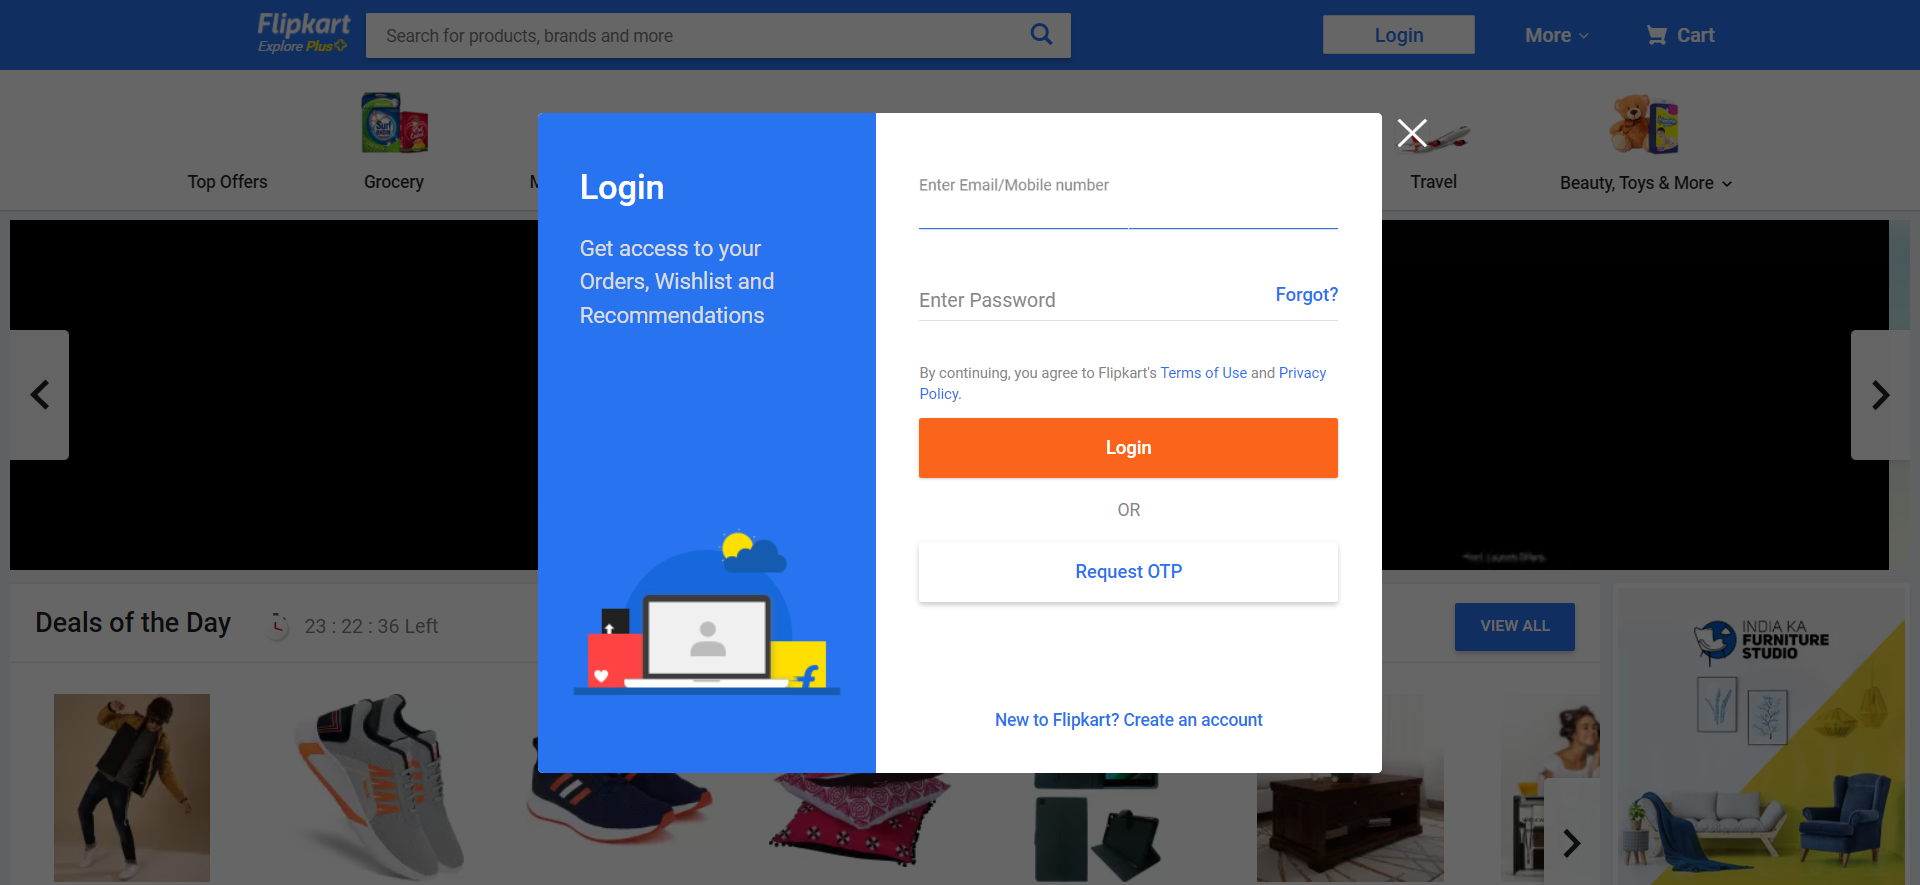 Flipkart
Explore Plus
Search for products, brands and more
Login
More
Cart
Surf
Top Offers
Grocery
Travel
Beauty, Toys & More
Login
Get access to your
Orders, Wishlist and
Recommendations
Enter Email/Mobile number
Enter Password
Forgot?
By continuing, you agree to Flipkart's Terms of Use and Privacy
Policy.
Login
OR
Request OTP
New to Flipkart? Create an account
Deals of the Day
23 : 22 : 36 Left
VIEW ALL
INDIA KA
FURNITURE
STUDIO